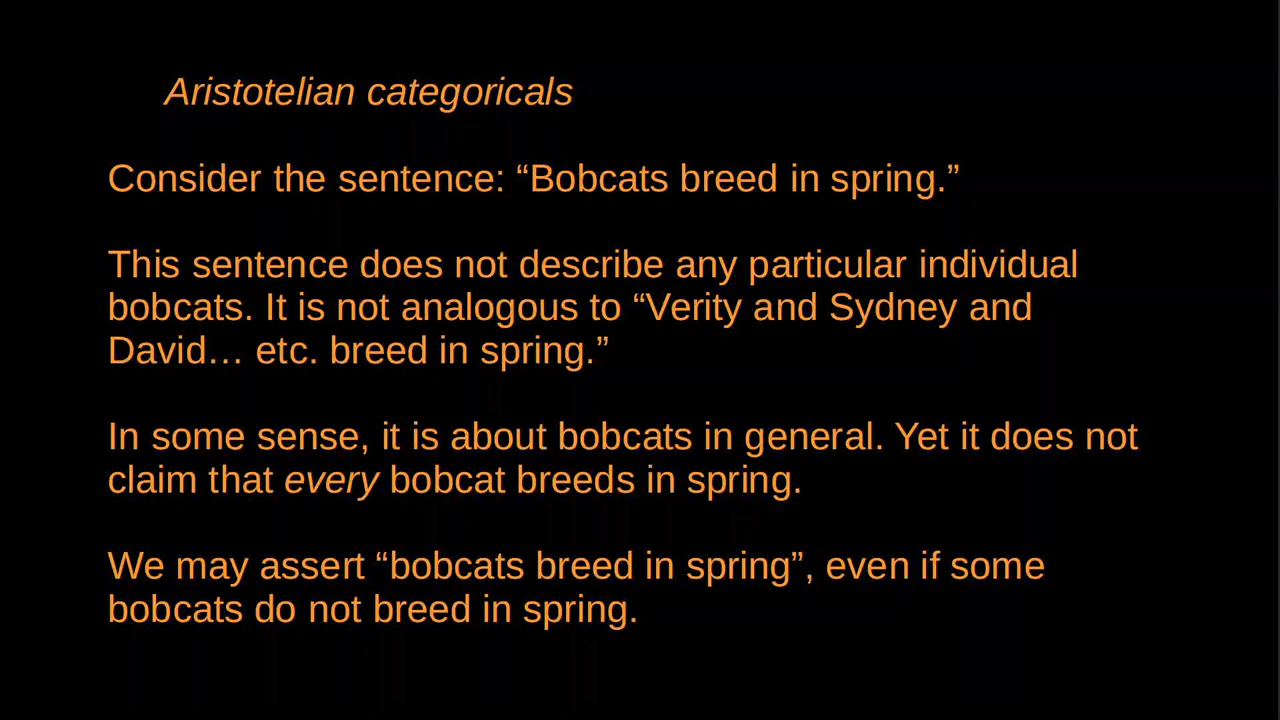 Aristotelian categoricals
Consider the sentence: “Bobcats breed in spring.”
This sentence does not describe any particular individual
bobcats. It is not analogous to “Verity and Sydney and
David… etc. breed in spring.”
In some sense, it is about bobcats in general. Yet it does not
claim that every bobcat breeds in spring.
We may assert “bobcats breed in spring”, even if some
bobcats do not breed in spring.